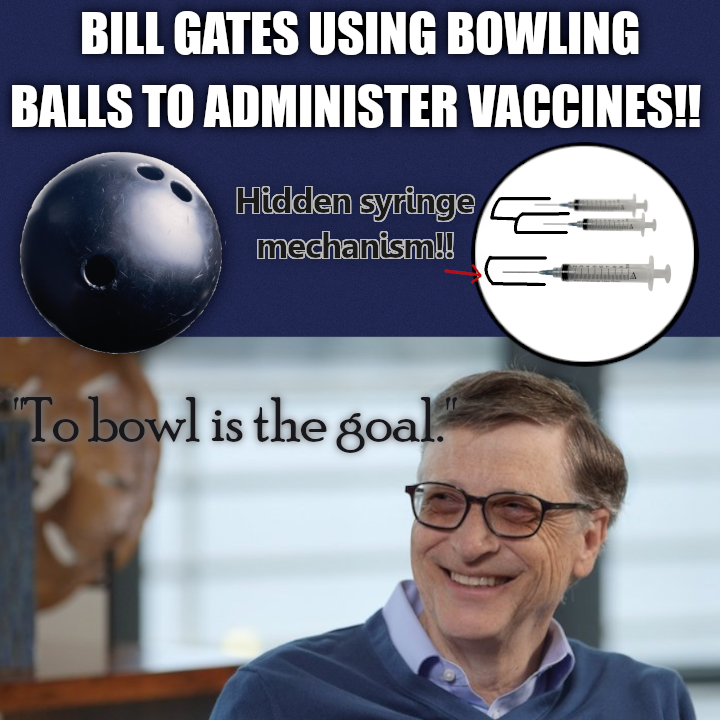 BILL GATES USING BOWLING
BALLS TO ADMINISTER VACCINES!!
Hidden syringe
mechanism!!
"To bowl is the goal."